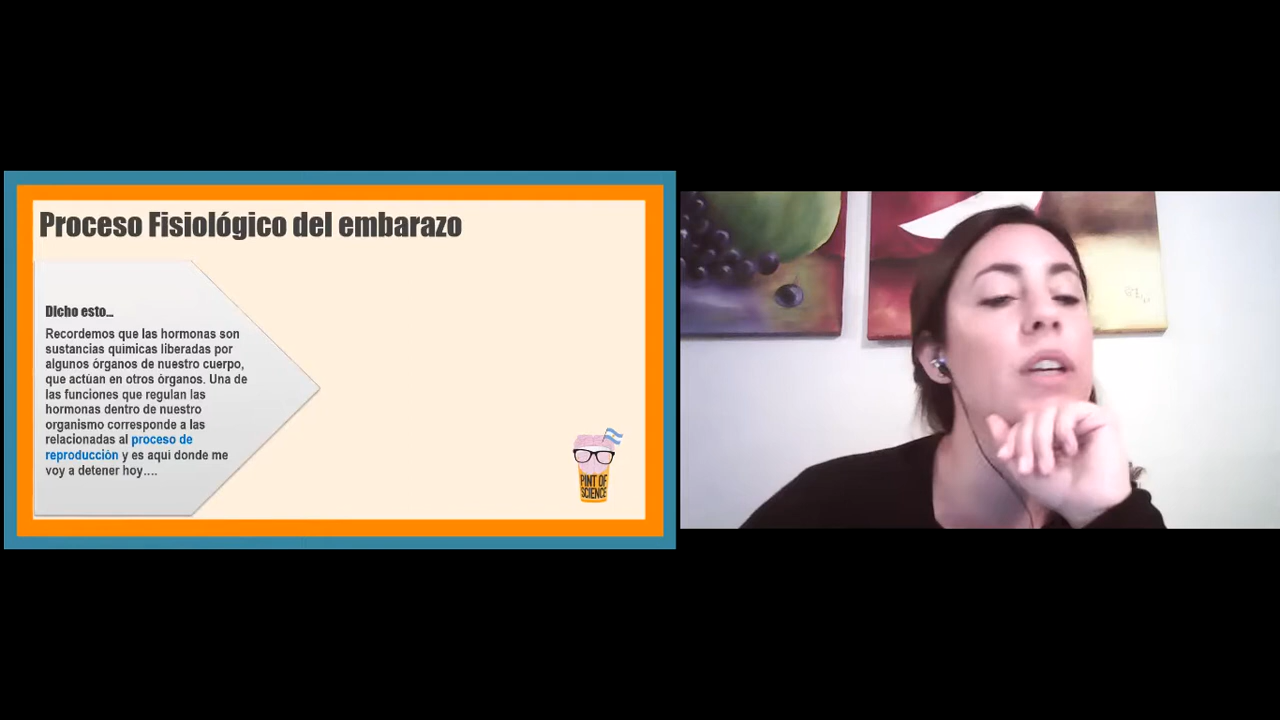 Proceso Fisiológico del embarazo
Dicho esto...
Recordemos que las hormonas son
sustancias químicas liberadas por
algunos órganos de nuestro cuerpo,
que actúan en otros órganos. Una de
las funciones que regulan las
hormonas dentro de nuestro
organismo corresponde a las
relacionadas al proceso de
reproducción y es aquí donde me
voy a detener hoy....
PINT OF
SCIENCE